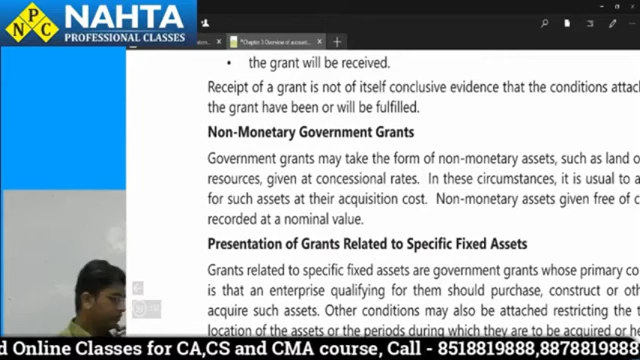 NPC
NAHTA
PROFESSIONAL CLASSES
*Chapter 3 Overview of account...
the grant will be received.
Receipt of a grant is not of itself conclusive evidence that the conditions attac
the grant have been or will be fulfilled.
Non-Monetary Government Grants
Government grants may take the form of non-monetary assets, such as land o
resources, given at concessional rates. In these circumstances, it is usual to a
for such assets at their acquisition cost. Non-monetary assets given free of c
recorded at a nominal value.
Presentation of Grants Related to Specific Fixed Assets
Grants related to specific fixed assets are government grants whose primary co
is that an enterprise qualifying for them should purchase, construct or oth
acquire such assets. Other conditions may also be attached restricting the t
location of the assets or the periods during which they are to be acquired or he
d Online Classes for CA,CS and CMA course, Call - 8518819888,8878819888